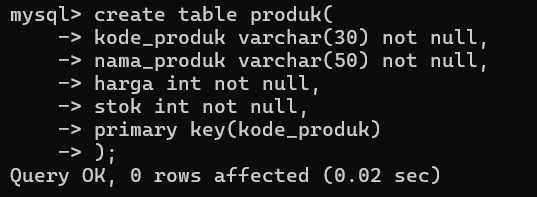 mysql> create table produk(
    -> kode_produk varchar(30) not null,
    -> nama_produk varchar(50) not null,
    -> harga int not null,
    -> stok int not null,
    -> primary key(kode_produk)
    -> );
Query OK, 0 rows affected (0.02 sec)